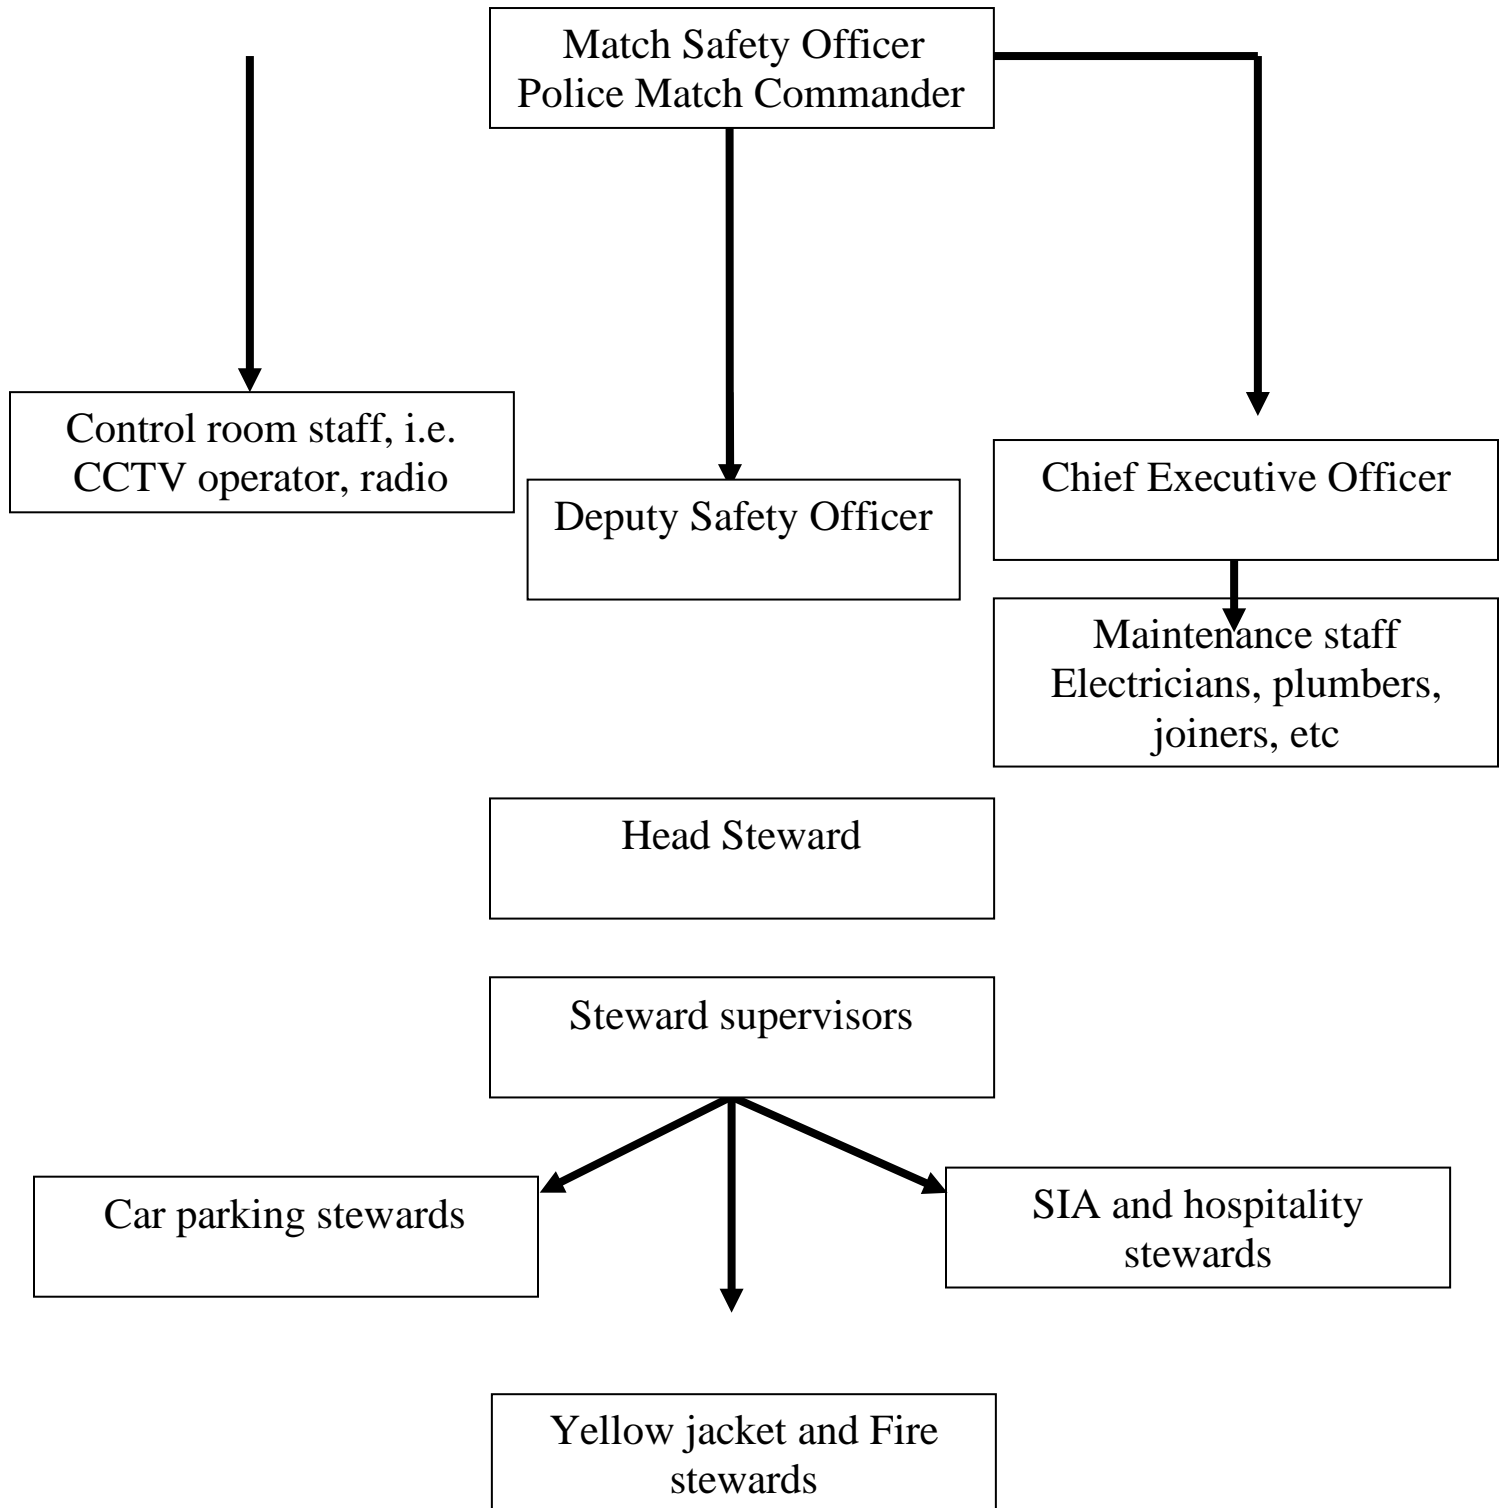 Match Safety Officer
Police Match Commander
Control room staff, i.e.
CCTV operator, radio
Deputy Safety Officer
Chief Executive Officer
Maintenance staff
Electricians, plumbers,
joiners, etc
Head Steward
Steward supervisors
Car parking stewards
SIA and hospitality
stewards
Yellow jacket and Fire
stewards